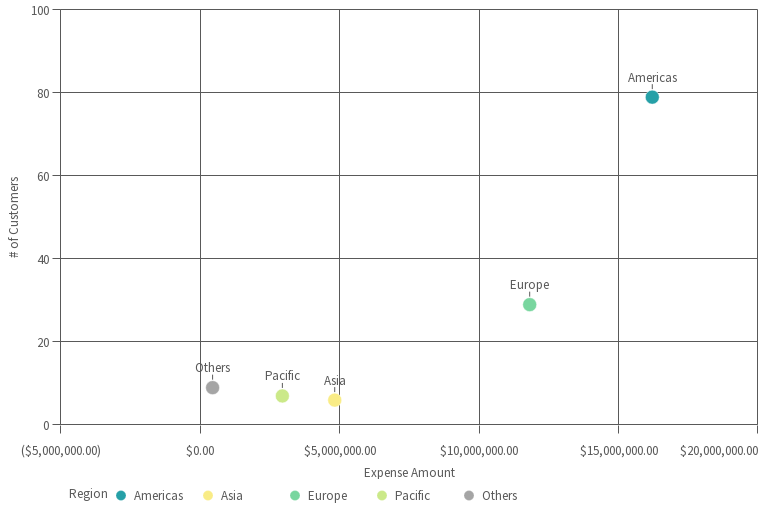 100
80
60
40
20
0
# of Customers
Americas
Europe
Others
Pacific
Asia
($5,000,000.00) $0.00 $5,000,000.00 $10,000,000.00 $15,000,000.00 $20,000,000.00
Expense Amount
Region Americas Asia Europe Pacific Others